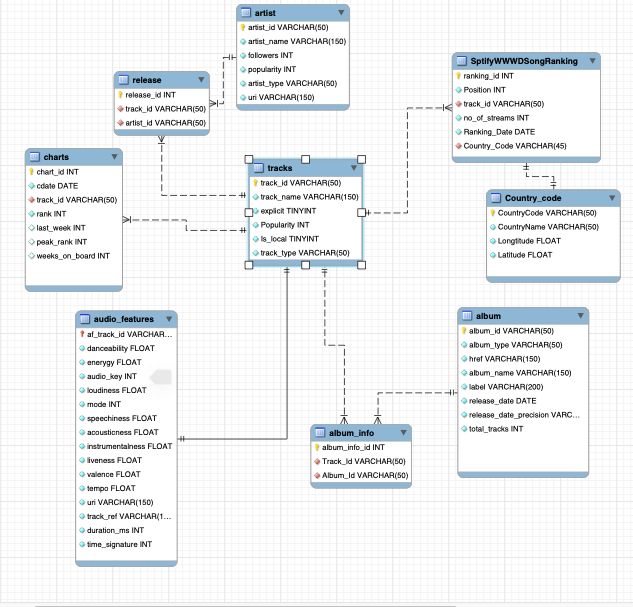 artist
artist_id VARCHAR(50)
artist_name VARCHAR(150)
followers INT
popularity INT
artist_type VARCHAR(50)
uri VARCHAR(150)
release
release_id INT
track_id VARCHAR(50)
artist_id VARCHAR(50)
SptifyWWWDSongRanking
ranking_id INT
Position INT
track_id VARCHAR(50)
no_of_streams INT
Ranking_Date DATE
Country_Code VARCHAR(45)
charts
chart_id INT
cdate DATE
track_id VARCHAR(50)
rank INT
last_week INT
peak_rank INT
weeks_on_board INT
tracks
track_id VARCHAR(50)
track_name VARCHAR(150)
explicit TINYINT
Popularity INT
Is_local TINYINT
track_type VARCHAR(50)
Country_code
CountryCode VARCHAR(50)
CountryName VARCHAR(50)
Longtitude FLOAT
Latitude FLOAT
audio_features
af_track_id VARCHAR...
danceability FLOAT
enerygy FLOAT
audio_key INT
loudiness FLOAT
mode INT
speechiness FLOAT
acousticness FLOAT
instrumentalness FLOAT
liveness FLOAT
valence FLOAT
tempo FLOAT
uri VARCHAR(150)
track_ref VARCHAR(1...
duration_ms INT
time_signature INT
album
album_id VARCHAR(50)
album_type VARCHAR(50)
href VARCHAR(150)
album_name VARCHAR(150)
label VARCHAR(200)
release_date DATE
release_date_precision VARC...
total_tracks INT
album_info
album_info_id INT
Track_Id VARCHAR(50)
Album_Id VARCHAR(50)